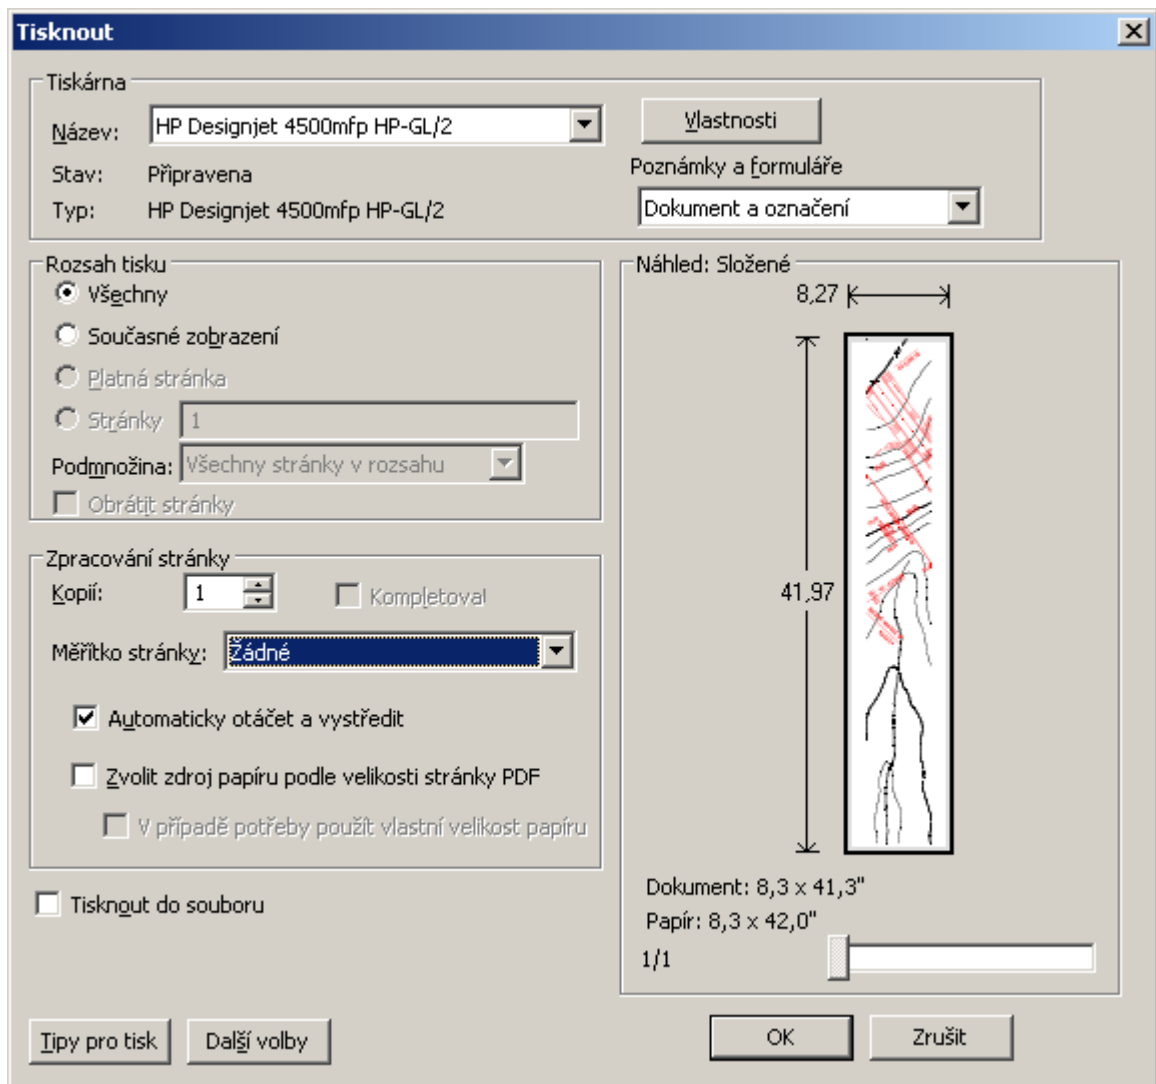 Tisknout
Tiskárna
Název: HP Designjet 4500mfp HP-GL/2
Vlastnosti
Stav: Připravena
Poznámky a formuláře
Typ: HP Designjet 4500mfp HP-GL/2
Dokument a označení
Rozsah tisku
Všechny
Současné zobrazení
Platná stránka
Stránky 1
Podmnožina: Všechny stránky v rozsahu
Obrátit stránky
Zpracování stránky
Kopií: 1
Kompletoval
Měřítko stránky: Žádné
Automaticky otáčet a vystředit
Zvolit zdroj papíru podle velikosti stránky PDF
V případě potřeby použít vlastní velikost papíru
Tisknout do souboru
Náhled: Složené
8,27
41,97
Dokument: 8,3 x 41,3"
Papír: 8,3 x 42,0"
1/1
Tipy pro tisk
Další volby
OK
Zrušit